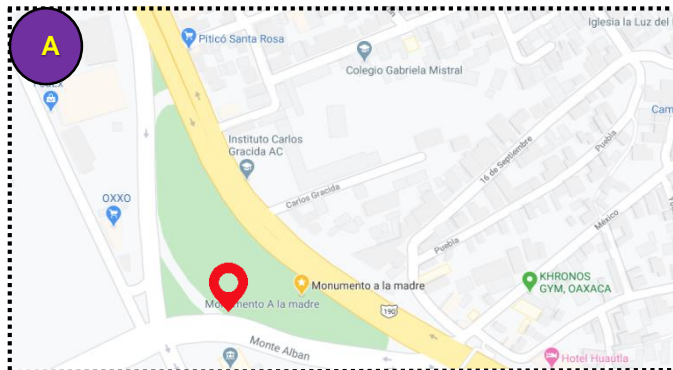 A
Piticó Santa Rosa
Iglesia la Luz del
Colegio Gabriela Mistral
Cam
Instituto Carlos
Gracida AC
16 de Septiembre
Puebla
OXXO
Carlos Gracida
México
Puebla
Monumento a la madre
KHRONOS
GYM, OAXACA
Monumento A la madre
190
Monte Alban
Hotel Huautla